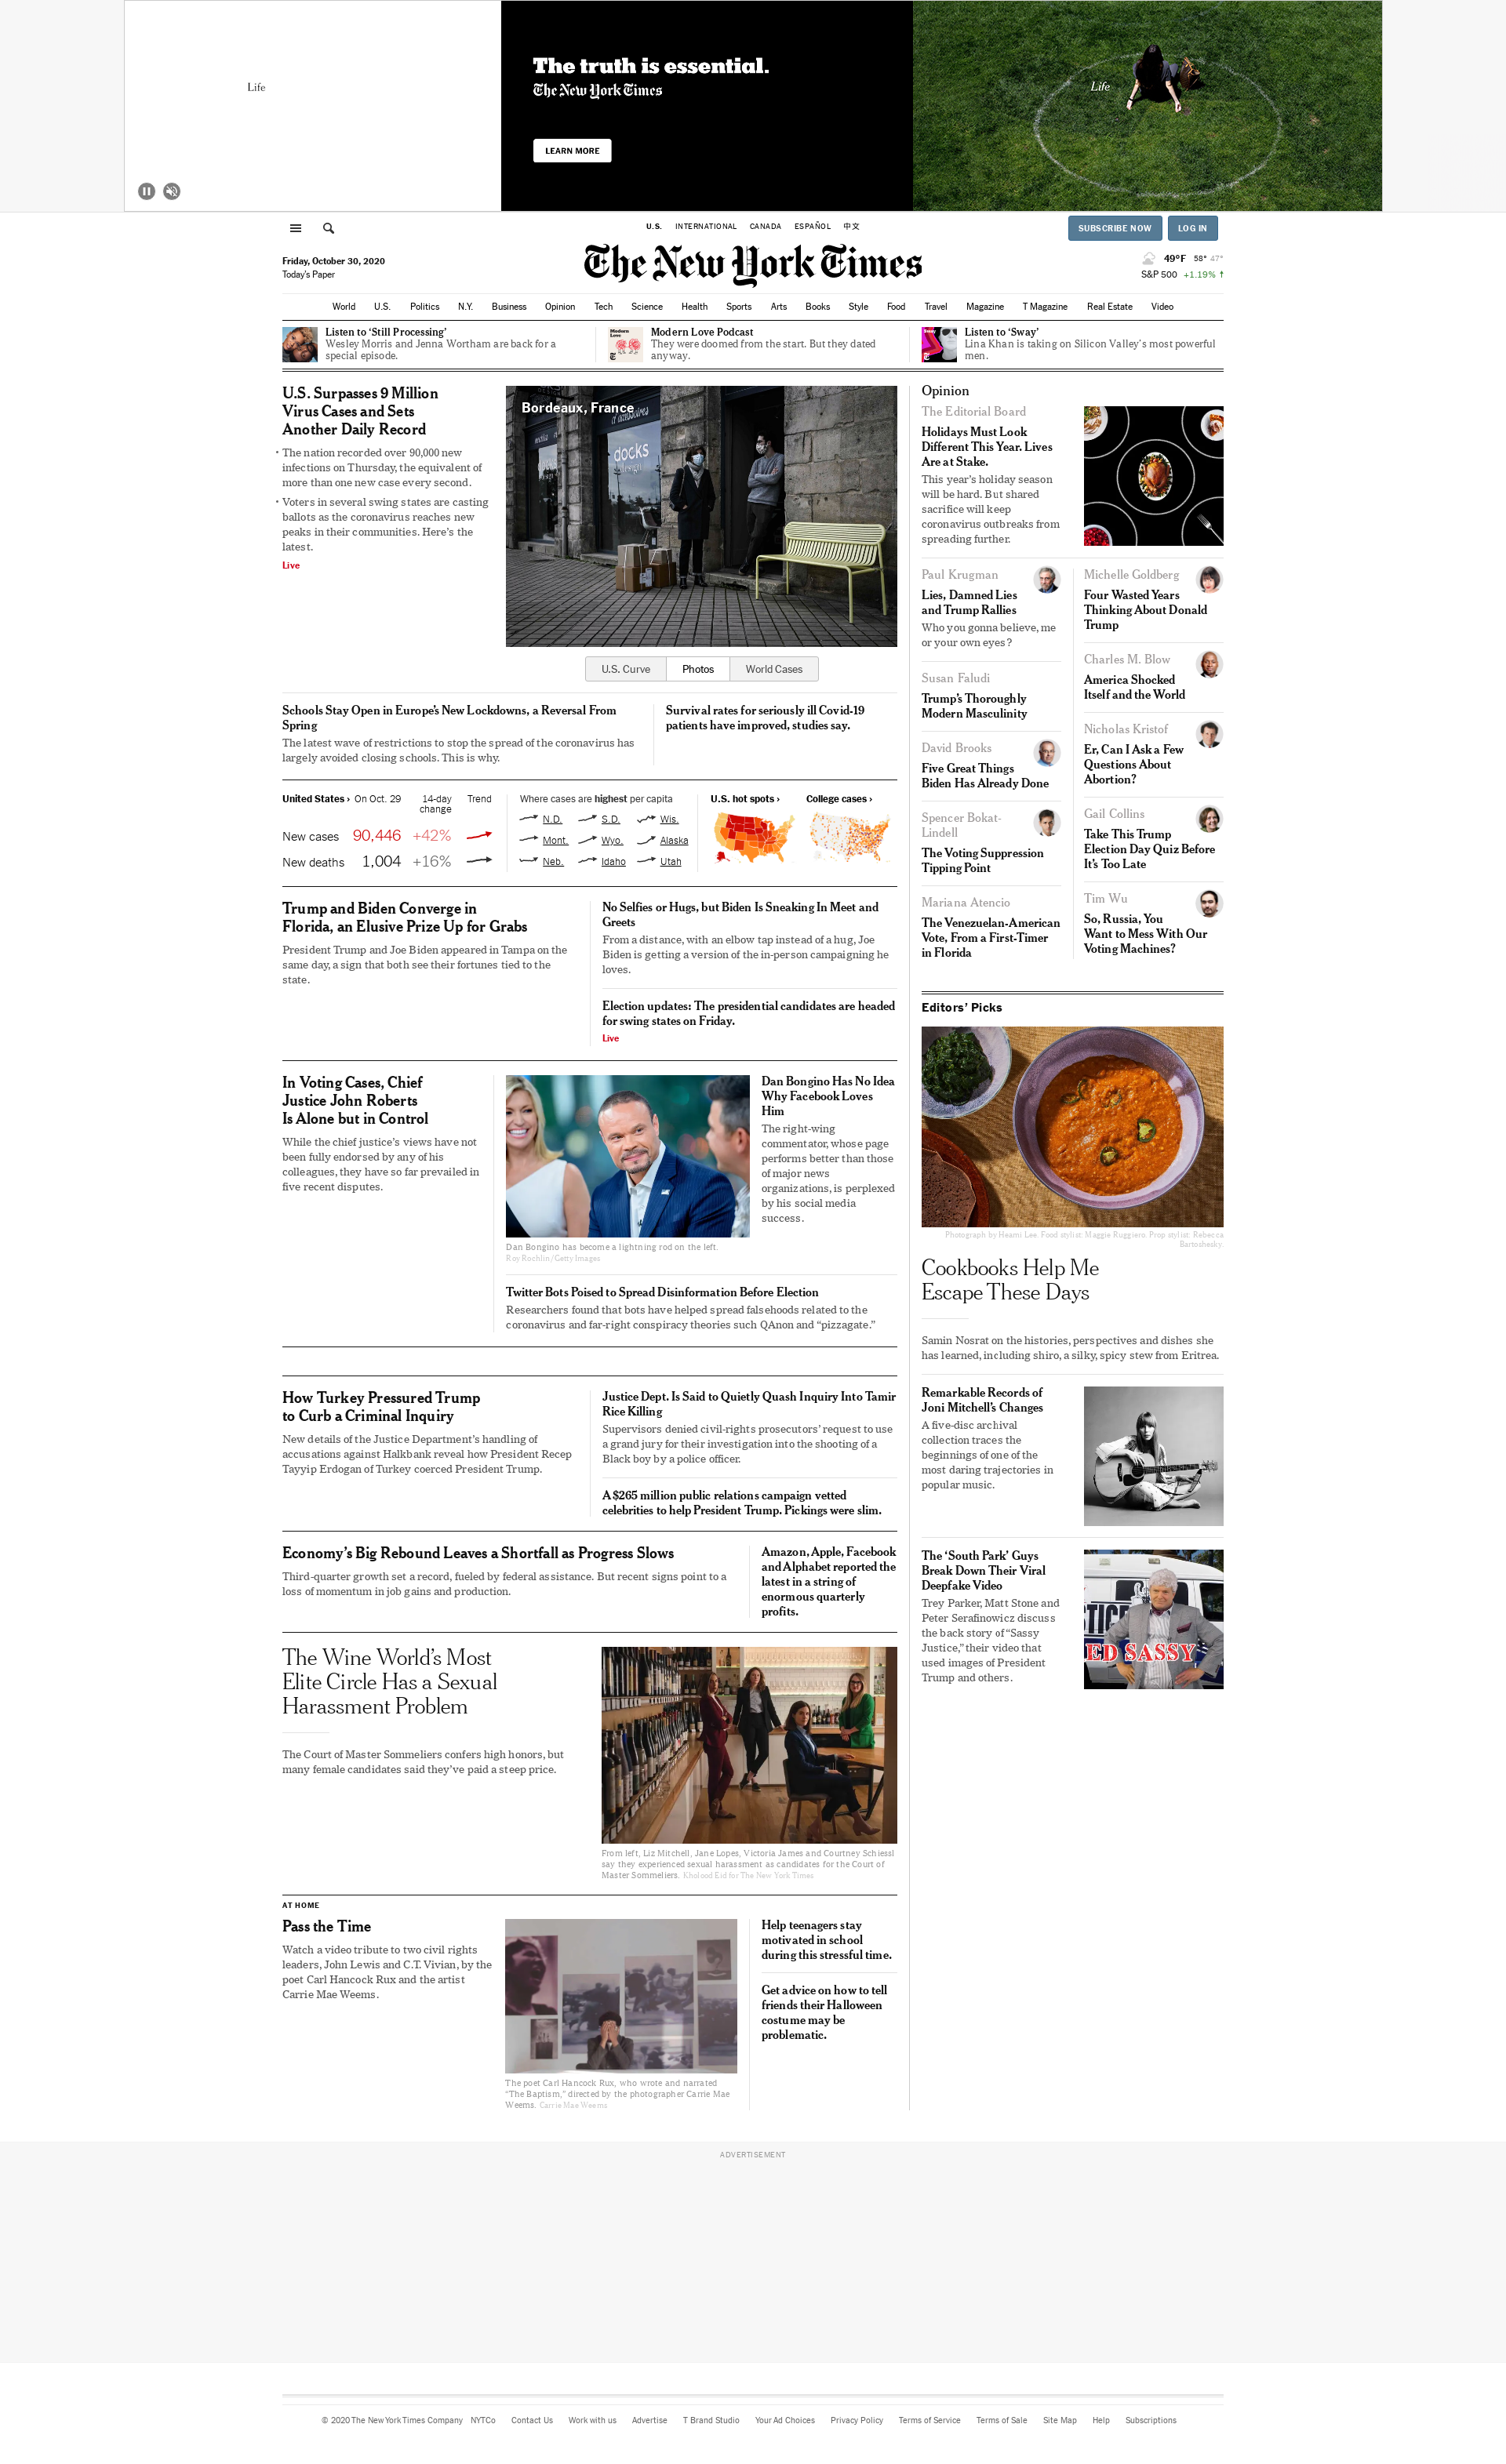 Life
The truth is essential.
The New York Times
LEARN MORE
Life
U.S. INTERNATIONAL CANADA ESPAÑOL 中文
SUBSCRIBE NOW LOG IN
The New York Times
Friday, October 30, 2020
Today's Paper
49°F 58° 47°
S&P 500 +1.19% ↑
World U.S. Politics N.Y. Business Opinion Tech Science Health Sports Arts Books Style Food Travel Magazine T Magazine Real Estate Video
Listen to ‘Still Processing’
Wesley Morris and Jenna Wortham are back for a
special episode.
Modern Love
Modern Love Podcast
They were doomed from the start. But they dated
anyway.
Listen to ‘Sway’
Lina Khan is taking on Silicon Valley's most powerful
men.
U.S. Surpasses 9 Million
Virus Cases and Sets
Another Daily Record
• The nation recorded over 90,000 new
infections on Thursday, the equivalent of
more than one new case every second.
• Voters in several swing states are casting
ballots as the coronavirus reaches new
peaks in their communities. Here's the
latest.
Live
Bordeaux, France
docks
U.S. Curve Photos World Cases
Schools Stay Open in Europe’s New Lockdowns, a Reversal From
Spring
The latest wave of restrictions to stop the spread of the coronavirus has
largely avoided closing schools. This is why.
Survival rates for seriously ill Covid-19
patients have improved, studies say.
United States › On Oct. 29 14-day change Trend
New cases 90,446 +42%
New deaths 1,004 +16%
Where cases are highest per capita
N.D. S.D. Wis.
Mont. Wyo. Alaska
Neb. Idaho Utah
U.S. hot spots › College cases ›
Trump and Biden Converge in
Florida, an Elusive Prize Up for Grabs
President Trump and Joe Biden appeared in Tampa on the
same day, a sign that both see their fortunes tied to the
state.
No Selfies or Hugs, but Biden Is Sneaking In Meet and
Greets
From a distance, with an elbow tap instead of a hug, Joe
Biden is getting a version of the in-person campaigning he
loves.
Election updates: The presidential candidates are headed
for swing states on Friday.
Live
In Voting Cases, Chief
Justice John Roberts
Is Alone but in Control
While the chief justice’s views have not
been fully endorsed by any of his
colleagues, they have so far prevailed in
five recent disputes.
Dan Bongino has become a lightning rod on the left.
Roy Rochlin/Getty Images
Dan Bongino Has No Idea
Why Facebook Loves
Him
The right-wing
commentator, whose page
performs better than those
of major news
organizations, is perplexed
by his social media
success.
Twitter Bots Poised to Spread Disinformation Before Election
Researchers found that bots have helped spread falsehoods related to the
coronavirus and far-right conspiracy theories such QAnon and “pizzagate.”
How Turkey Pressured Trump
to Curb a Criminal Inquiry
New details of the Justice Department’s handling of
accusations against Halkbank reveal how President Recep
Tayyip Erdogan of Turkey coerced President Trump.
Justice Dept. Is Said to Quietly Quash Inquiry Into Tamir
Rice Killing
Supervisors denied civil-rights prosecutors’ request to use
a grand jury for their investigation into the shooting of a
Black boy by a police officer.
A $265 million public relations campaign vetted
celebrities to help President Trump. Pickings were slim.
Economy’s Big Rebound Leaves a Shortfall as Progress Slows
Third-quarter growth set a record, fueled by federal assistance. But recent signs point to a
loss of momentum in job gains and production.
Amazon, Apple, Facebook
and Alphabet reported the
latest in a string of
enormous quarterly
profits.
The Wine World’s Most
Elite Circle Has a Sexual
Harassment Problem
The Court of Master Sommeliers confers high honors, but
many female candidates said they’ve paid a steep price.
From left, Liz Mitchell, Jane Lopes, Victoria James and Courtney Schiessl
say they experienced sexual harassment as candidates for the Court of
Master Sommeliers. Kholood Eid for The New York Times
AT HOME
Pass the Time
Watch a video tribute to two civil rights
leaders, John Lewis and C.T. Vivian, by the
poet Carl Hancock Rux and the artist
Carrie Mae Weems.
The poet Carl Hancock Rux, who wrote and narrated
“The Baptism,” directed by the photographer Carrie Mae
Weems. Carrie Mae Weems
Help teenagers stay
motivated in school
during this stressful time.
Get advice on how to tell
friends their Halloween
costume may be
problematic.
Opinion
The Editorial Board
Holidays Must Look
Different This Year. Lives
Are at Stake.
This year’s holiday season
will be hard. But shared
sacrifice will keep
coronavirus outbreaks from
spreading further.
Paul Krugman
Lies, Damned Lies
and Trump Rallies
Who you gonna believe, me
or your own eyes?
Susan Faludi
Trump’s Thoroughly
Modern Masculinity
David Brooks
Five Great Things
Biden Has Already Done
Spencer Bokat-
Lindell
The Voting Suppression
Tipping Point
Mariana Atencio
The Venezuelan-American
Vote, From a First-Timer
in Florida
Michelle Goldberg
Four Wasted Years
Thinking About Donald
Trump
Charles M. Blow
America Shocked
Itself and the World
Nicholas Kristof
Er, Can I Ask a Few
Questions About
Abortion?
Gail Collins
Take This Trump
Election Day Quiz Before
It’s Too Late
Tim Wu
So, Russia, You
Want to Mess With Our
Voting Machines?
Editors’ Picks
Photograph by Heami Lee. Food stylist: Maggie Ruggiero. Prop stylist: Rebecca
Bartoshesky.
Cookbooks Help Me
Escape These Days
Samin Nosrat on the histories, perspectives and dishes she
has learned, including shiro, a silky, spicy stew from Eritrea.
Remarkable Records of
Joni Mitchell’s Changes
A five-disc archival
collection traces the
beginnings of one of the
most daring trajectories in
popular music.
The ‘South Park’ Guys
Break Down Their Viral
Deepfake Video
Trey Parker, Matt Stone and
Peter Serafinowicz discuss
the back story of “Sassy
Justice,” their video that
used images of President
Trump and others.
ED SASSY
ADVERTISEMENT
© 2020 The New York Times Company NYTCo Contact Us Work with us Advertise T Brand Studio Your Ad Choices Privacy Policy Terms of Service Terms of Sale Site Map Help Subscriptions